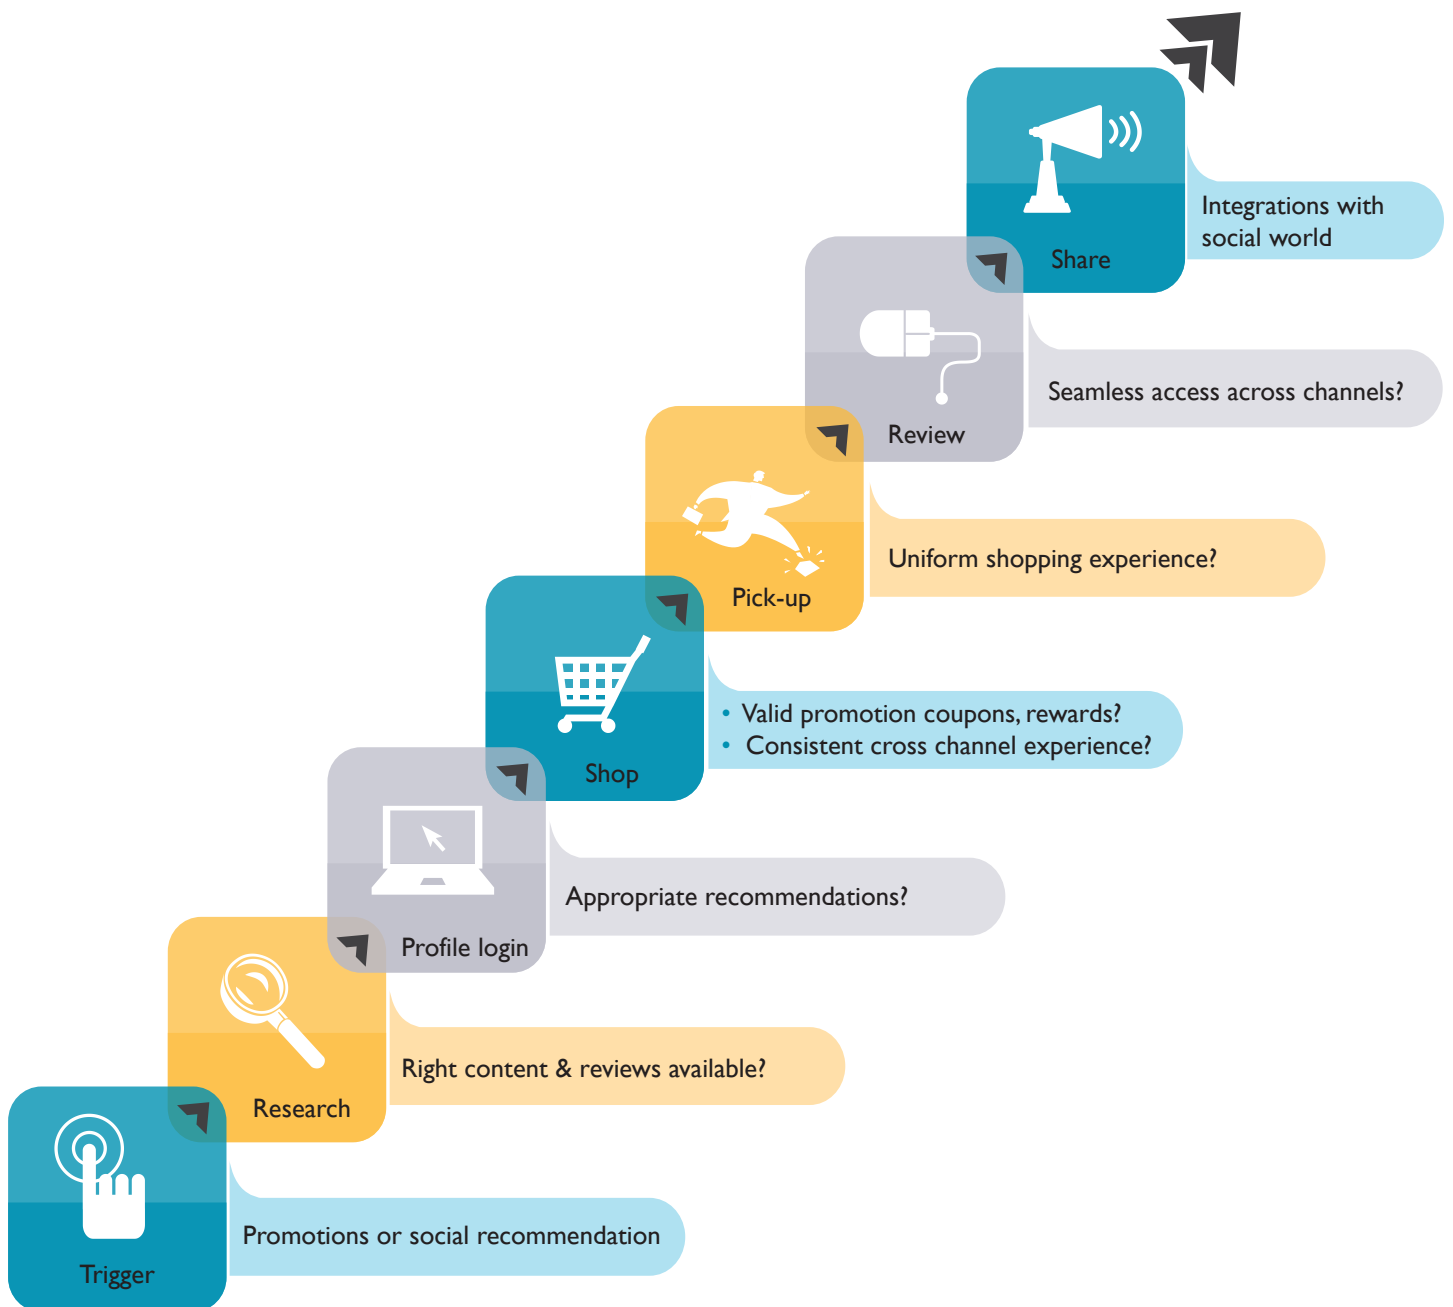 Share
Integrations with
social world
Review
Seamless access across channels?
Pick-up
Uniform shopping experience?
Shop
• Valid promotion coupons, rewards?
• Consistent cross channel experience?
Profile login
Appropriate recommendations?
Research
Right content & reviews available?
Trigger
Promotions or social recommendation